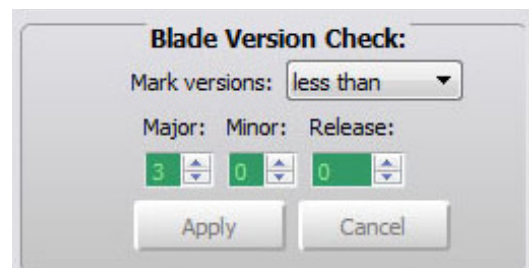 Blade Version Check:
Mark versions: less than
Major: Minor: Release:
3 0 0
Apply Cancel